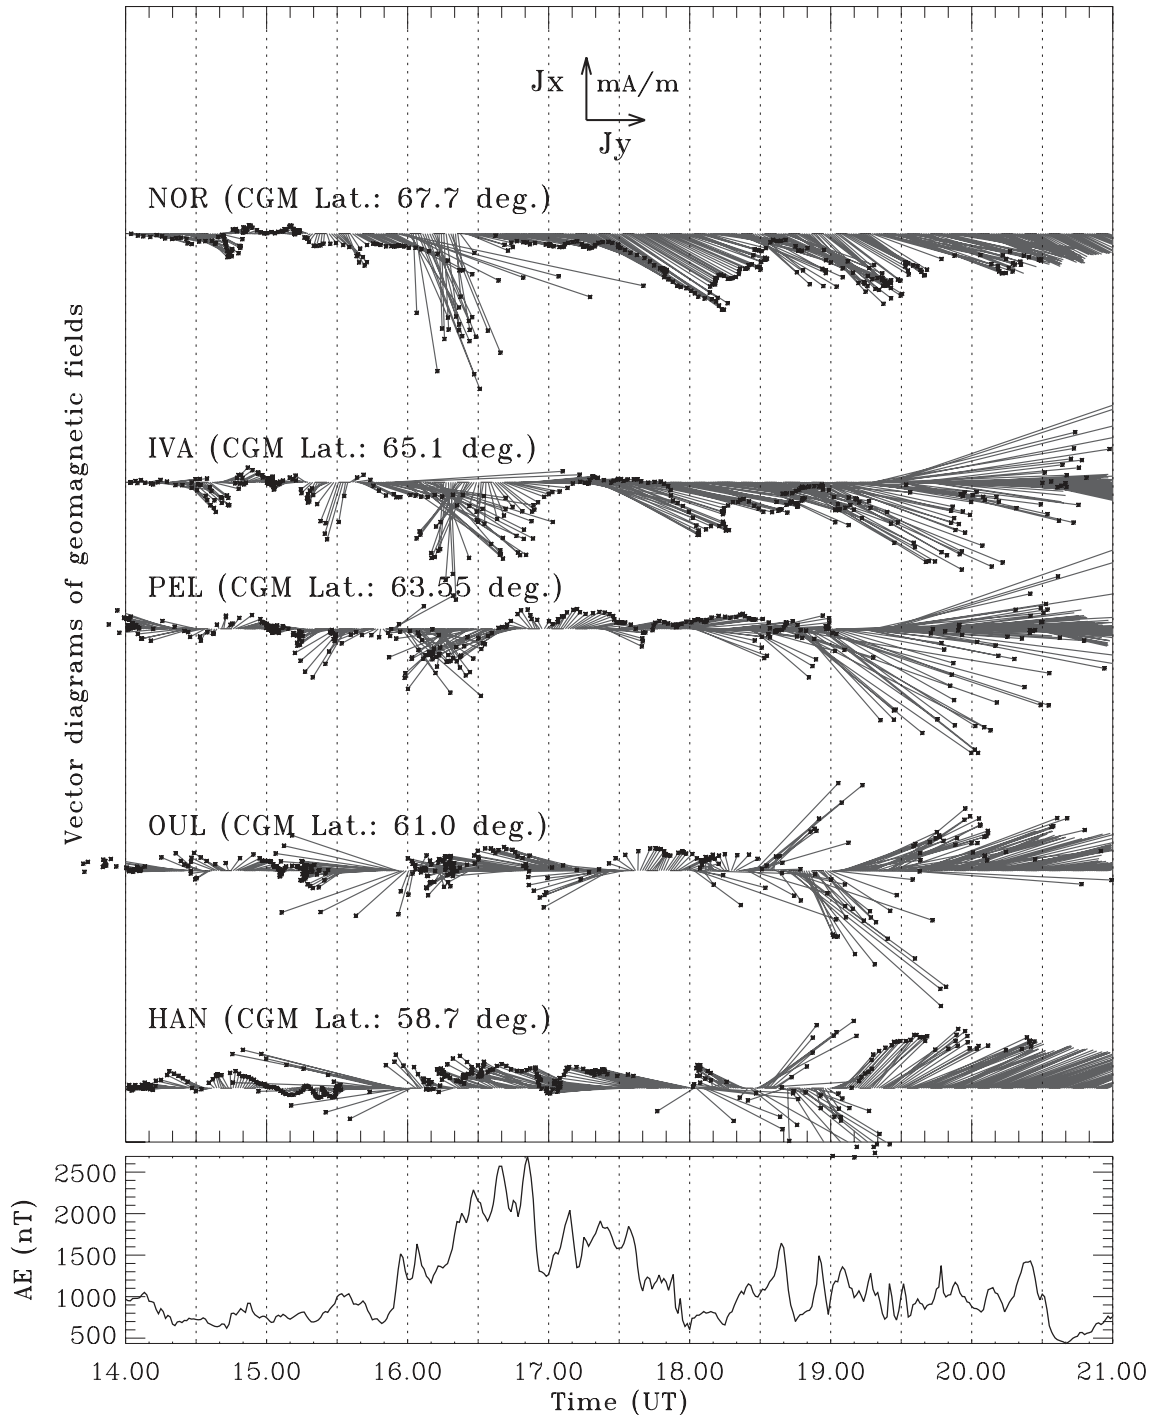 Jx mA/m
Jy
NOR (CGM Lat.: 67.7 deg.)
IVA (CGM Lat.: 65.1 deg.)
PEL (CGM Lat.: 63.55 deg.)
OUL (CGM Lat.: 61.0 deg.)
HAN (CGM Lat.: 58.7 deg.)
Vector diagrams of geomagnetic fields
2500
2000
1500
1000
500
AE (nT)
14.00 15.00 16.00 17.00 18.00 19.00 20.00 21.00
Time (UT)